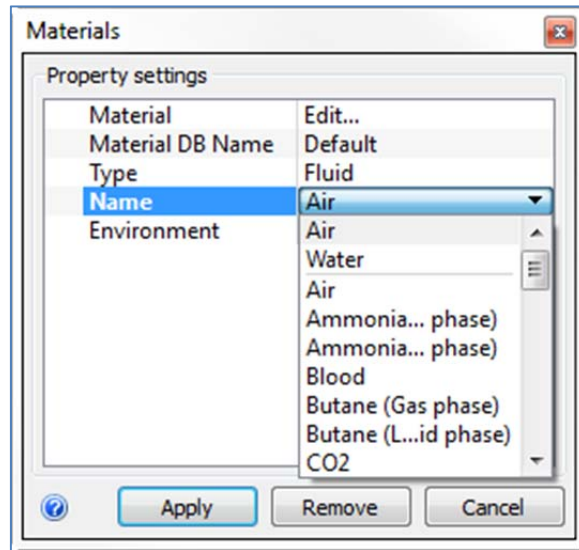 Materials
Property settings
Material Edit...
Material DB Name Default
Type Fluid
Name Air
Environment Air
Water
Air
Ammonia... phase)
Ammonia... phase)
Blood
Butane (Gas phase)
Butane (L...id phase)
CO2
Apply Remove Cancel